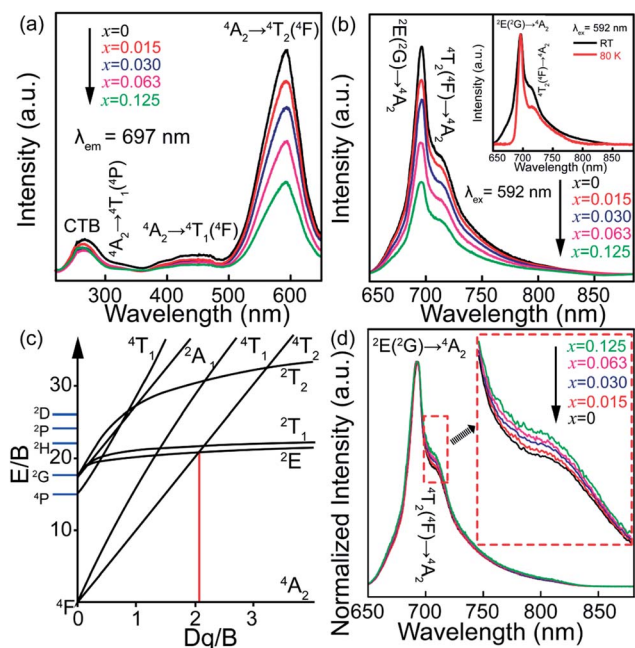 (a)
x=0
x=0.015
x=0.030
x=0.063
x=0.125
⁴A₂→⁴T₂(⁴F)
λem = 697 nm
CTB
⁴A₂→⁴T₁(⁴P)
⁴A₂→⁴T₁(⁴F)
Intensity (a.u.)
200 300 400 500 600
Wavelength (nm)
(b)
²E(²G)→⁴A₂
⁴T₂(⁴F)→⁴A₂
λex= 592 nm
x=0
x=0.015
x=0.030
x=0.063
x=0.125
Intensity (a.u.)
650 700 750 800 850
Wavelength (nm)
²E(²G)→⁴A₂
λex = 592 nm
RT
80 K
⁴T₂(⁴F)→⁴A₂
Intensity (a.u.)
650 700 750 800 850
Wavelength (nm)
(c)
⁴T₁
²A₁
⁴T₁
⁴T₂
²T₂
²T₁
²E
⁴A₂
30
20
10
²D
²P
²H
²G
⁴P
⁴F
E/B
0 1 2 3
Dq/B
(d)
²E(²G)→⁴A₂
x=0.125
x=0.063
x=0.030
x=0.015
x=0
⁴T₂(⁴F)→⁴A₂
Normalized Intensity (a.u.)
650 700 750 800 850
Wavelength (nm)